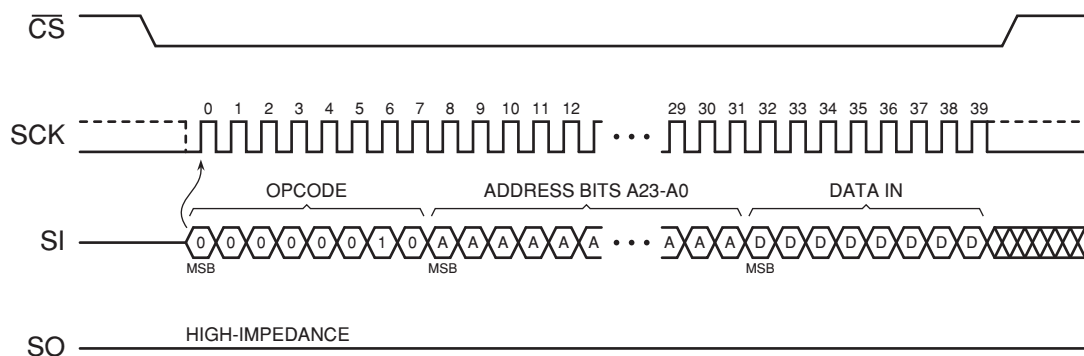 CS
0 1 2 3 4 5 6 7 8 9 10 11 12 29 30 31 32 33 34 35 36 37 38 39
SCK
OPCODE ADDRESS BITS A23-A0 DATA IN
SI 0 0 0 0 0 0 1 0 A A A A A A A A A D D D D D D D D
MSB MSB MSB
HIGH-IMPEDANCE
SO